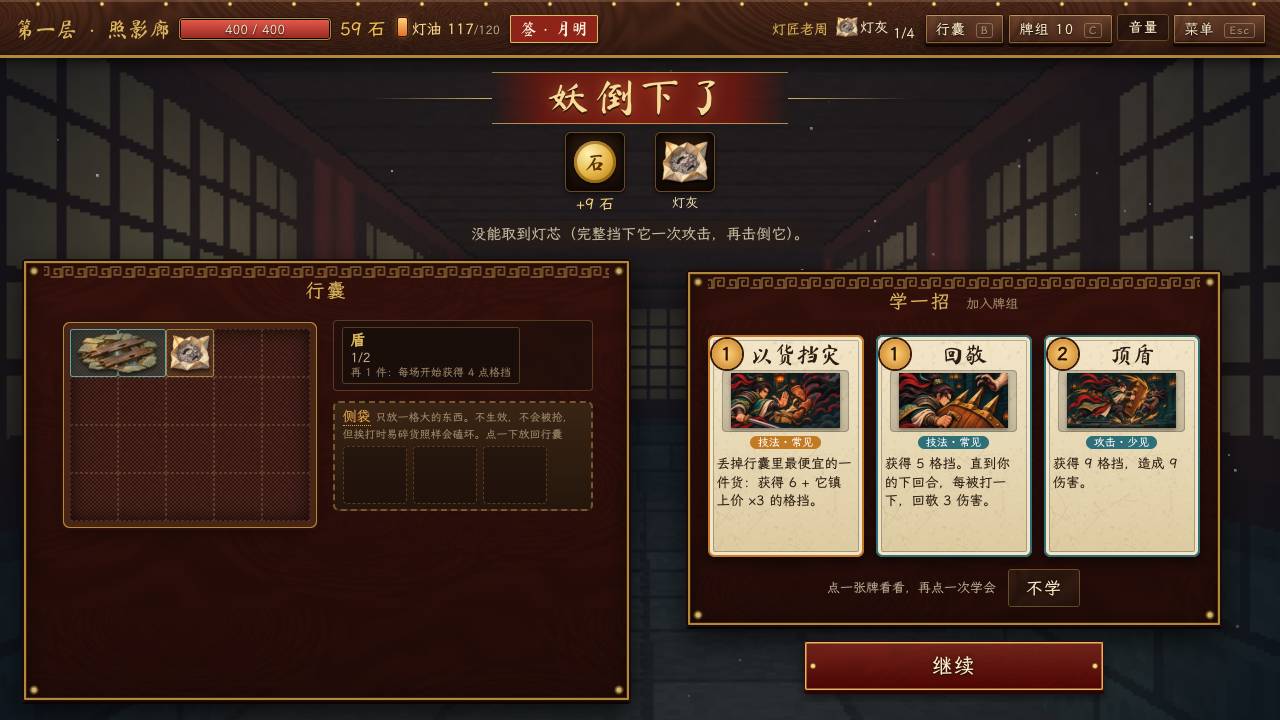 第一层 · 照影廊
400 / 400
59 石
灯油 117/120
签 · 月明
灯匠老周
灯灰 1/4
行囊 B
牌组 10 C
音量
菜单 Esc
妖倒下了
石
+9 石
灯灰
没能取到灯芯（完整挡下它一次攻击，再击倒它）。
行囊
盾
1/2
再 1 件：每场开始获得 4 点格挡
侧袋 只放一格大的东西。不生效，不会被抢，
但挨打时易碎货照样会磕坏。点一下放回行囊
学一招 加入牌组
1 以货挡灾
技法·常见
丢掉行囊里最便宜的一
件货：获得 6 + 它镇
上价 ×3 的格挡。
1 回敬
技法·常见
获得 5 格挡。直到你
的下回合，每被打一
下，回敬 3 伤害。
2 顶盾
攻击·少见
获得 9 格挡，造成 9
伤害。
点一张牌看看，再点一次学会
不学
继续